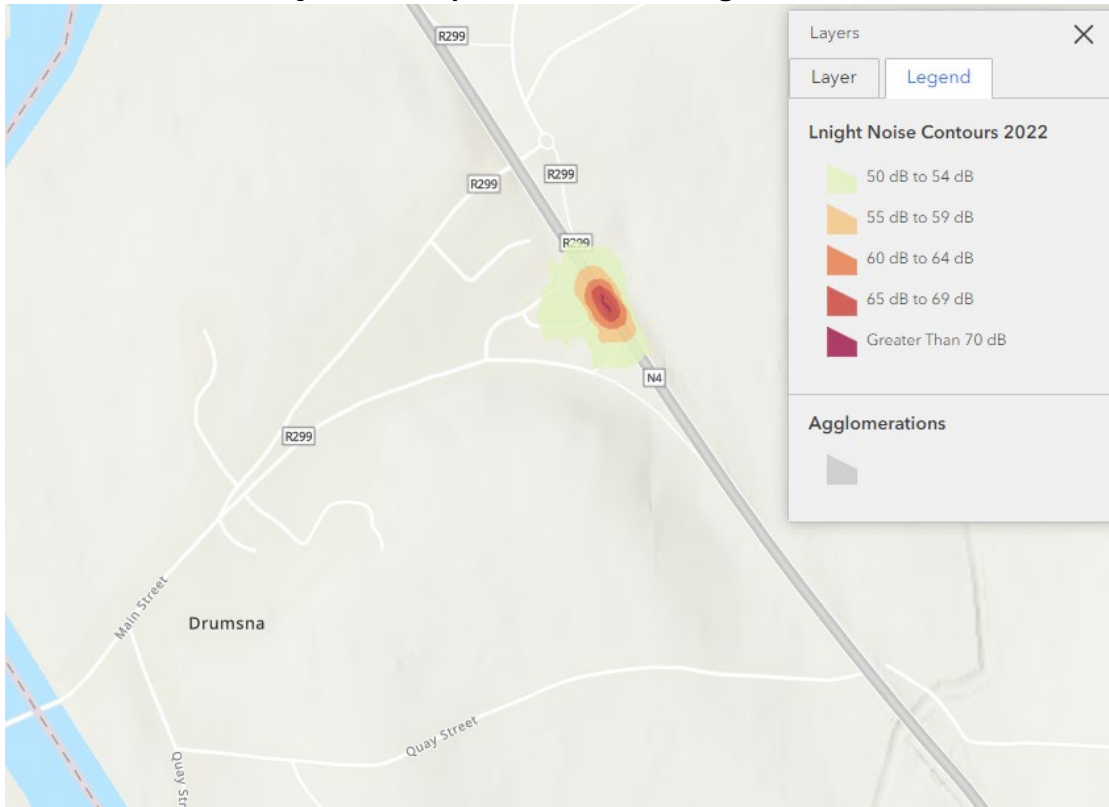 R299
R299
R299
R299
N4
R299
Main Street
Drumsna
Quay Street
Quay Str
Layers
Layer
Legend
Lnight Noise Contours 2022
50 dB to 54 dB
55 dB to 59 dB
60 dB to 64 dB
65 dB to 69 dB
Greater Than 70 dB
Agglomerations